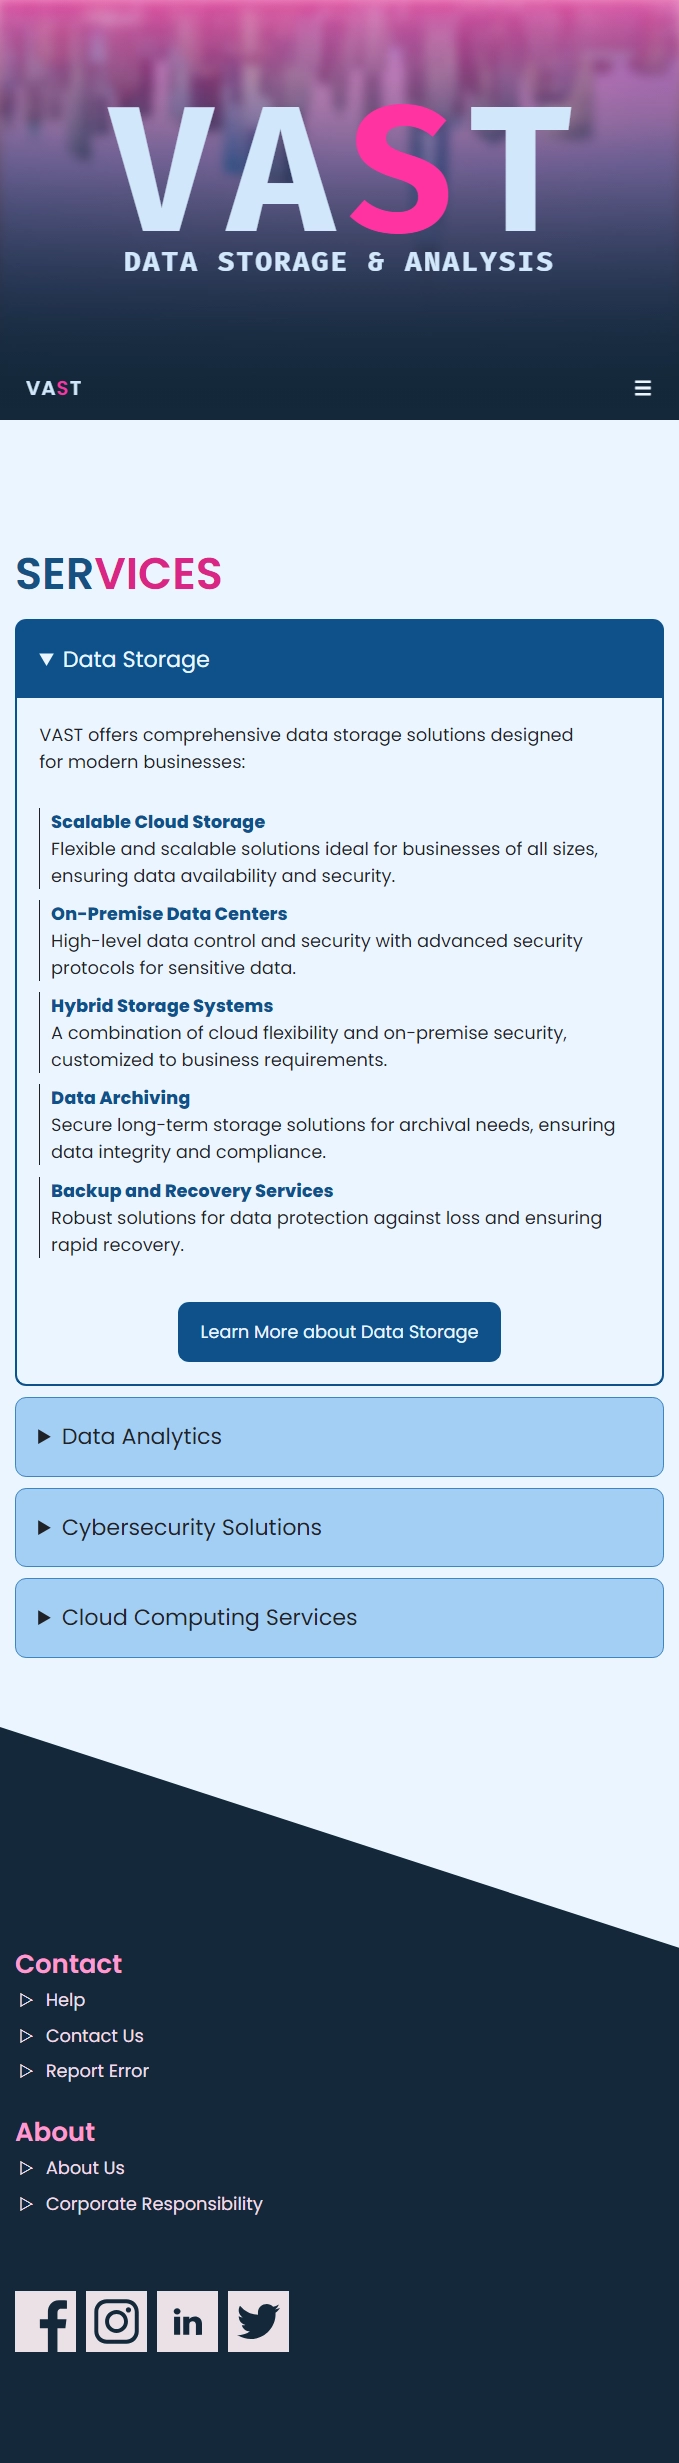 VAST
DATA STORAGE & ANALYSIS
VAST
SERVICES
Data Storage
VAST offers comprehensive data storage solutions designed
for modern businesses:
Scalable Cloud Storage
Flexible and scalable solutions ideal for businesses of all sizes,
ensuring data availability and security.
On-Premise Data Centers
High-level data control and security with advanced security
protocols for sensitive data.
Hybrid Storage Systems
A combination of cloud flexibility and on-premise security,
customized to business requirements.
Data Archiving
Secure long-term storage solutions for archival needs, ensuring
data integrity and compliance.
Backup and Recovery Services
Robust solutions for data protection against loss and ensuring
rapid recovery.
Learn More about Data Storage
Data Analytics
Cybersecurity Solutions
Cloud Computing Services
Contact
Help
Contact Us
Report Error
About
About Us
Corporate Responsibility